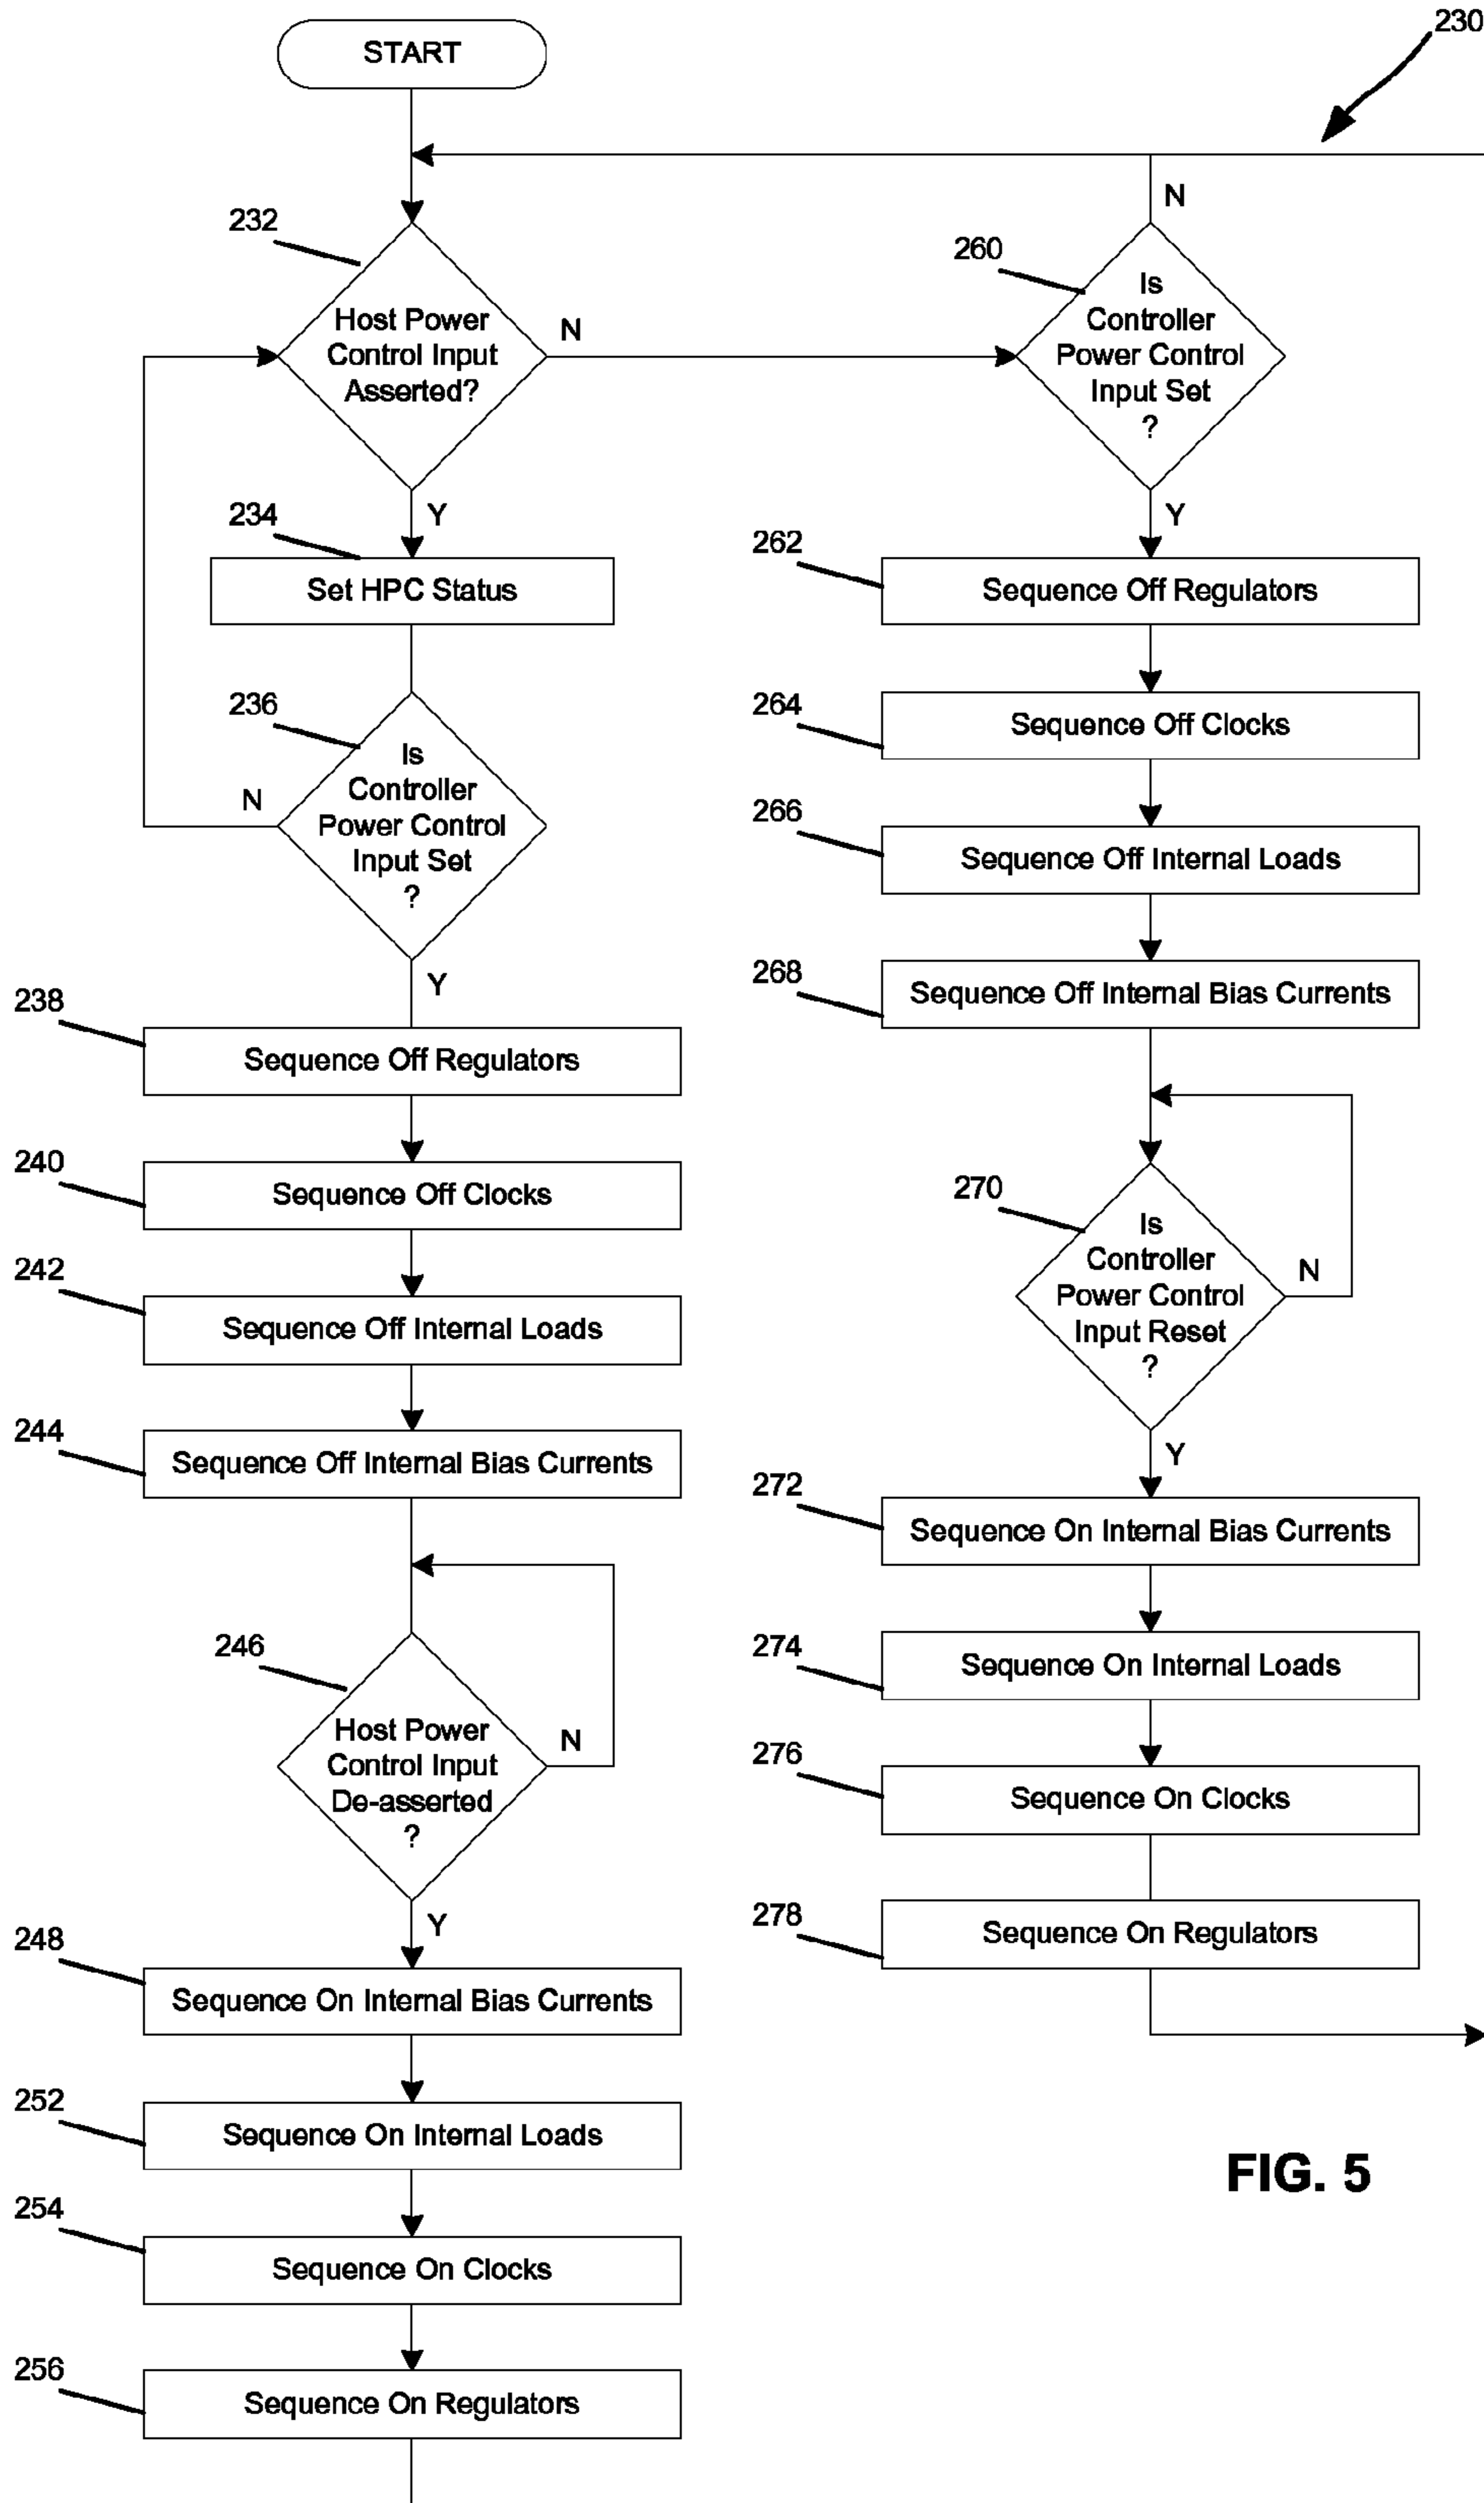 START
230
232
Host Power
Control Input
Asserted?
N
Y
234
Set HPC Status
236
Is
Controller
Power Control
Input Set
?
N
Y
238
Sequence Off Regulators
240
Sequence Off Clocks
242
Sequence Off Internal Loads
244
Sequence Off Internal Bias Currents
246
Host Power
Control Input
De-asserted
?
N
Y
248
Sequence On Internal Bias Currents
252
Sequence On Internal Loads
254
Sequence On Clocks
256
Sequence On Regulators
N
260
Is
Controller
Power Control
Input Set
?
Y
262
Sequence Off Regulators
264
Sequence Off Clocks
266
Sequence Off Internal Loads
268
Sequence Off Internal Bias Currents
270
Is
Controller
Power Control
Input Reset
?
N
Y
272
Sequence On Internal Bias Currents
274
Sequence On Internal Loads
276
Sequence On Clocks
278
Sequence On Regulators
FIG. 5